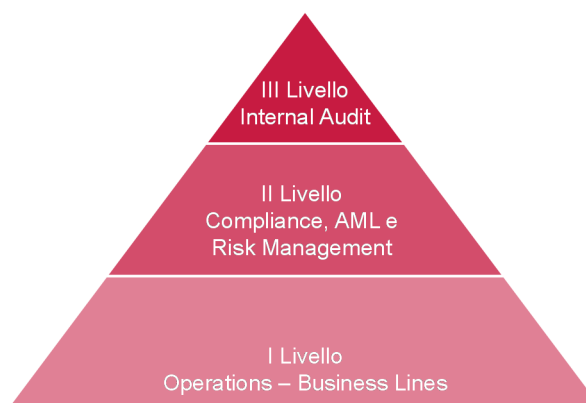 III Livello
Internal Audit
II Livello
Compliance, AML e
Risk Management
I Livello
Operations – Business Lines